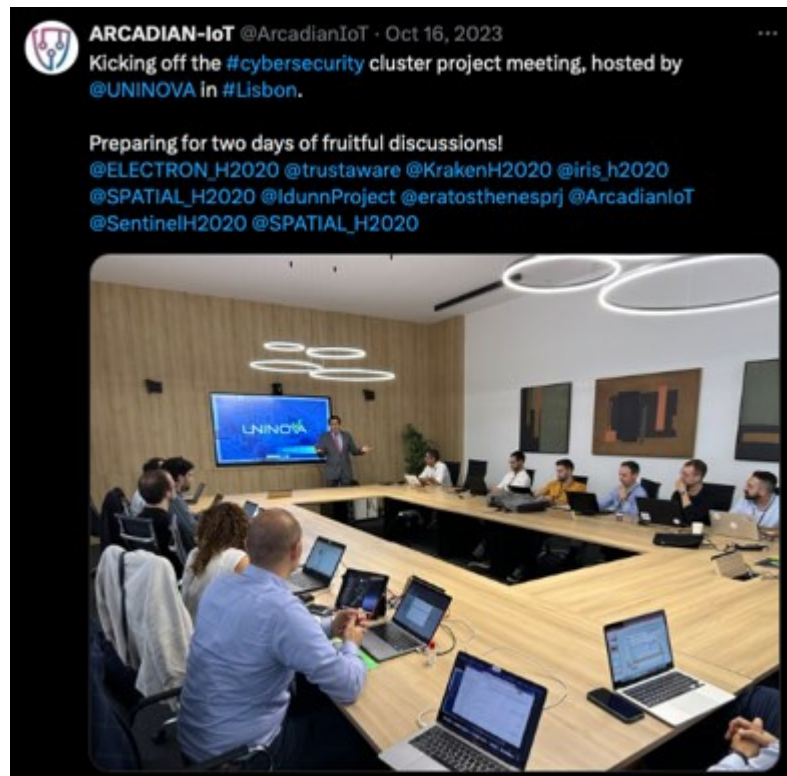 ARCADIAN-IoT @ArcadianIoT · Oct 16, 2023
Kicking off the #cybersecurity cluster project meeting, hosted by
@UNINOVA in #Lisbon.
Preparing for two days of fruitful discussions!
@ELECTRON_H2020 @trustaware @KrakenH2020 @iris_h2020
@SPATIAL_H2020 @IdunnProject @eratosthenesprj @ArcadianIoT
@SentinelH2020 @SPATIAL_H2020
UNINOVA